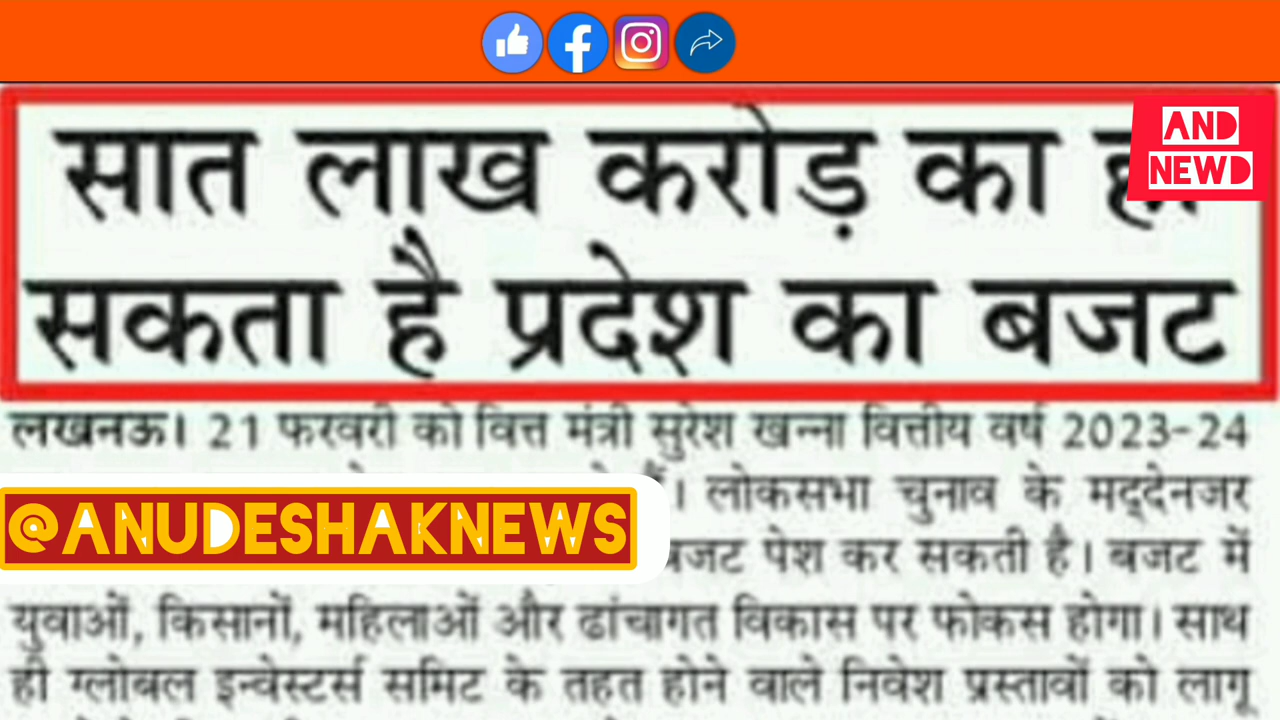 AND
NEWD
सात लाख करोड़ का
सकता है प्रदेश का बजट
लखनऊ। 21 फरवरी को वित्त मंत्री सुरेश खन्ना वित्तीय वर्ष 2023-24
। लोकसभा चुनाव के मद्देनजर
@ANUDESHAKNEWS
बजट पेश कर सकती है। बजट में
युवाओं, किसानों, महिलाओं और ढांचागत विकास पर फोकस होगा। साथ
ही ग्लोबल इन्वेस्टर्स समिट के तहत होने वाले निवेश प्रस्तावों को लागू